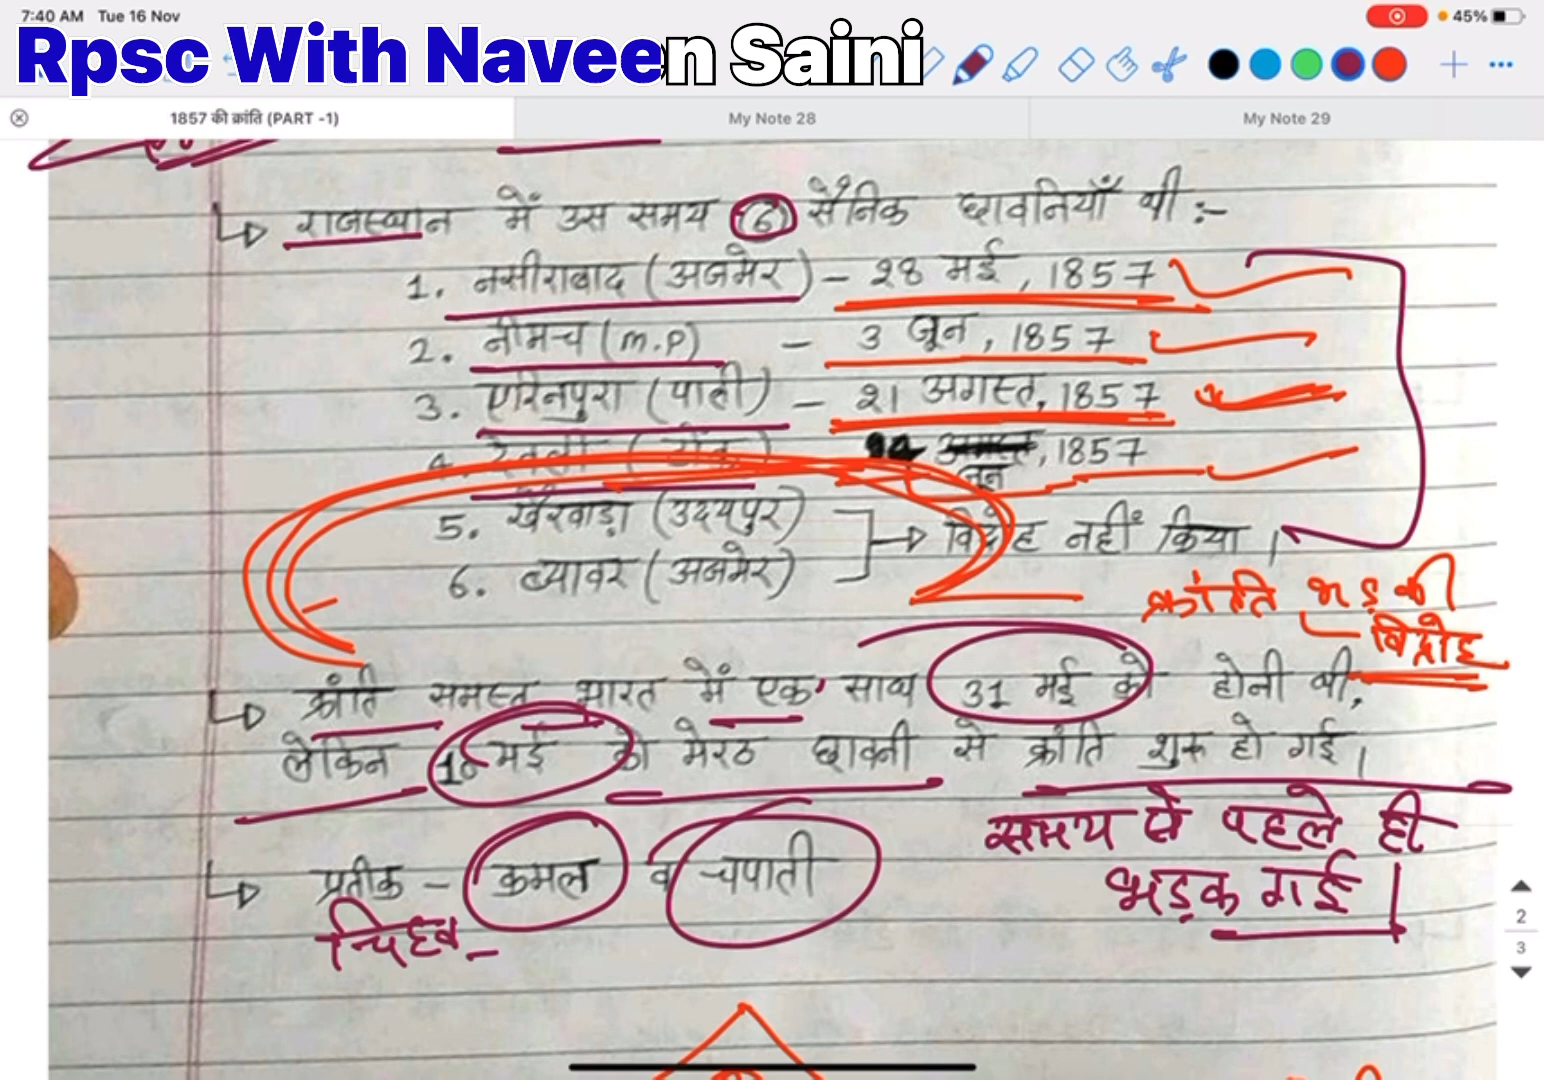 7:40 AM Tue 16 Nov
45%
Rpsc With Naveen Saini
1857 की क्रांति (PART -1)
My Note 28
My Note 29
राजस्थान में उस समय (6) सैनिक छावनियाँ थी :-
1. नसीराबाद (अजमेर) - 28 मई, 1857
2. नीमच (m.p) - 3 जून, 1857
3. एरिनपुरा (पाली) - 21 अगस्त, 1857
4. देवली (टोंक) जून, 1857
5. खैरवाड़ा (उदयपुर)
विद्रोह नहीं किया।
6. ब्यावर (अजमेर)
क्रांति भड़की
विद्रोह
क्रांति समस्त भारत में एक साथ 31 मई को होनी थी,
लेकिन 10 मई को मेरठ छावनी से क्रांति शुरू हो गई।
समय से पहले ही
भड़क गई।
प्रतीक - कमल व चपाती
चिह्न -
2
3